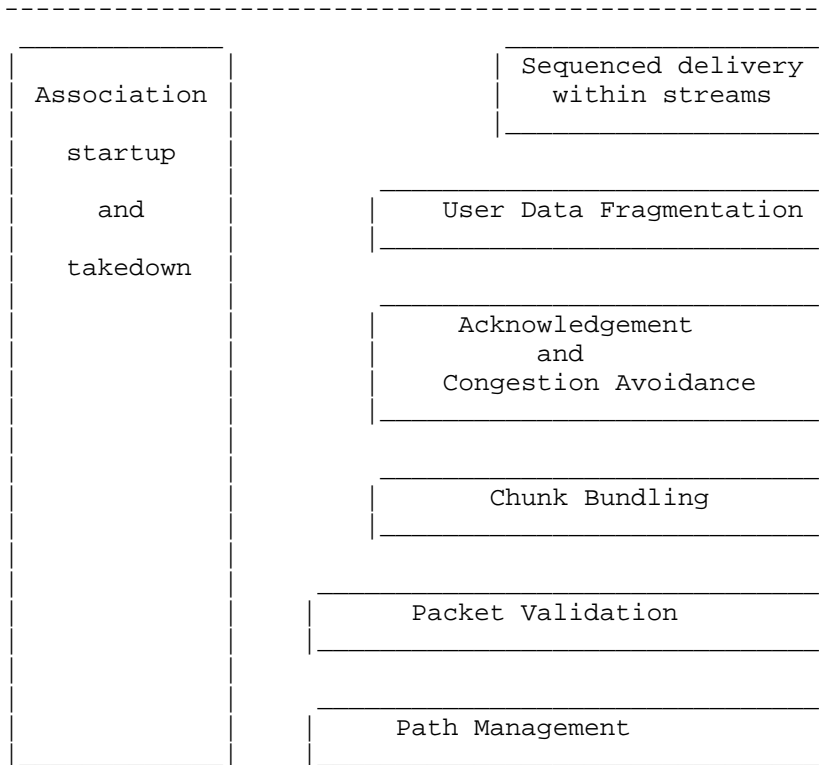 Sequenced delivery
Association within streams
startup
and User Data Fragmentation
takedown
Acknowledgement
and
Congestion Avoidance
Chunk Bundling
Packet Validation
Path Management